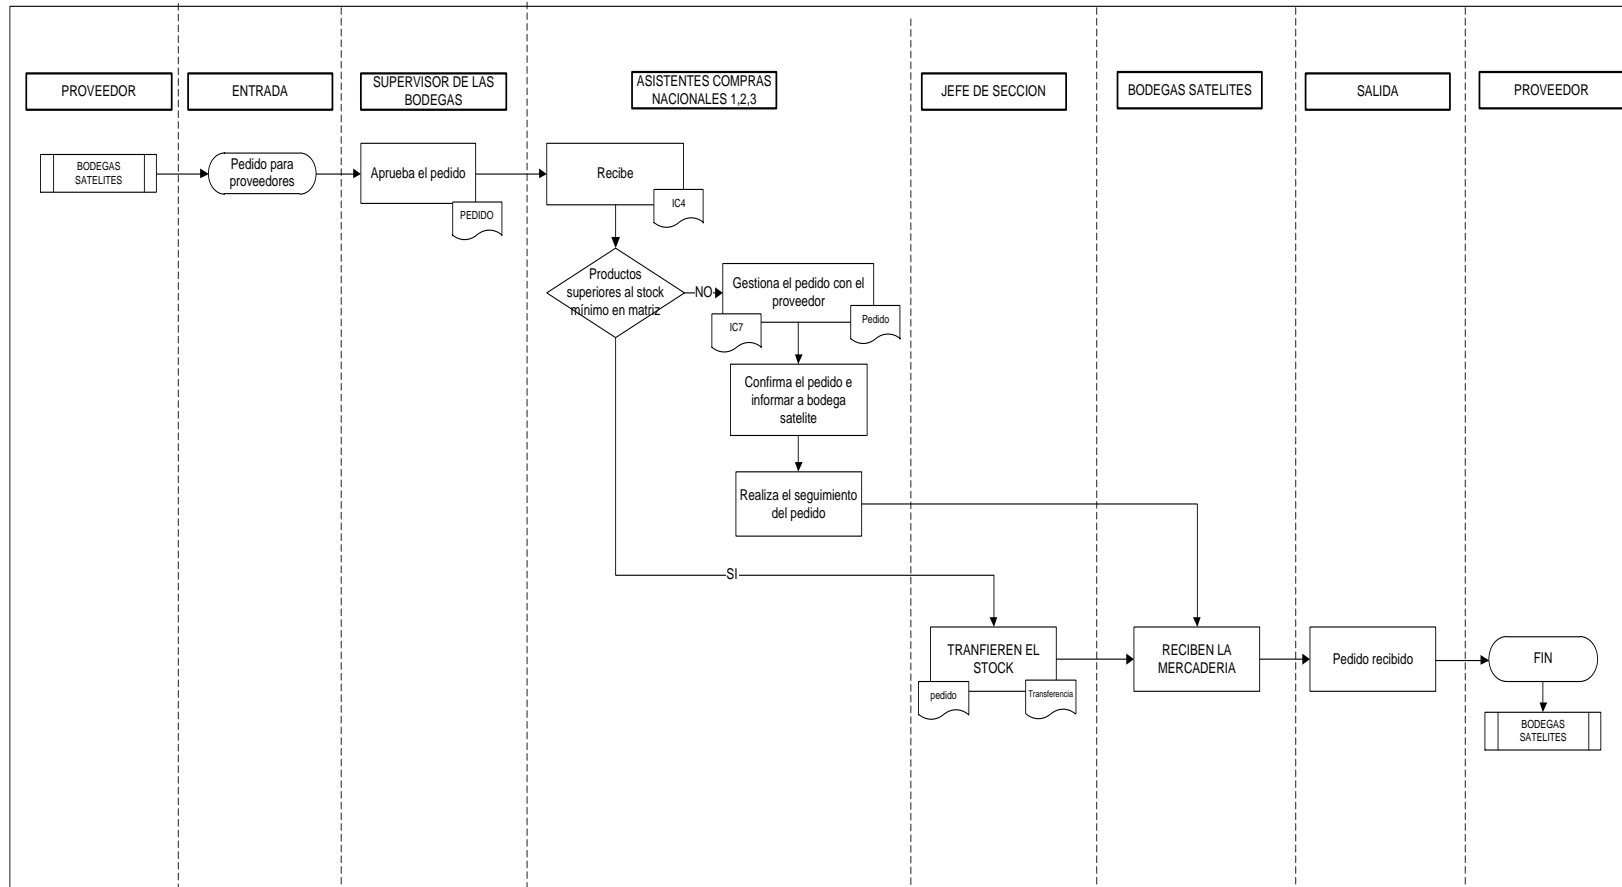 PROVEEDOR
ENTRADA
SUPERVISOR DE LAS
BODEGAS
ASISTENTES COMPRAS
NACIONALES 1,2,3
JEFE DE SECCION
BODEGAS SATELITES
SALIDA
PROVEEDOR
BODEGAS
SATELITES
Pedido para
proveedores
Aprueba el pedido
PEDIDO
Recibe
IC4
Productos
superiores al stock
mínimo en matriz
NO
Gestiona el pedido con el
proveedor
IC7
Pedido
Confirma el pedido e
informar a bodega
satelite
Realiza el seguimiento
del pedido
SI
TRANFIEREN EL
STOCK
pedido
Transferencia
RECIBEN LA
MERCADERIA
Pedido recibido
FIN
BODEGAS
SATELITES